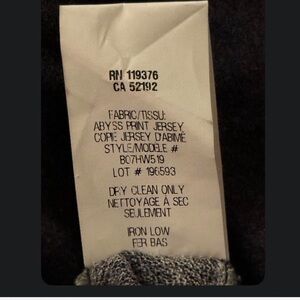 RN 119376
CA 52192
FABRIC/TISSU:
ABYSS PRINT JERSEY
COPIE JERSEY D'ABIME
STYLE/MODELE #
B07HW519
LOT # 196593
DRY CLEAN ONLY
NETTOYAGE À SEC
SEULEMENT
IRON LOW
FER BAS